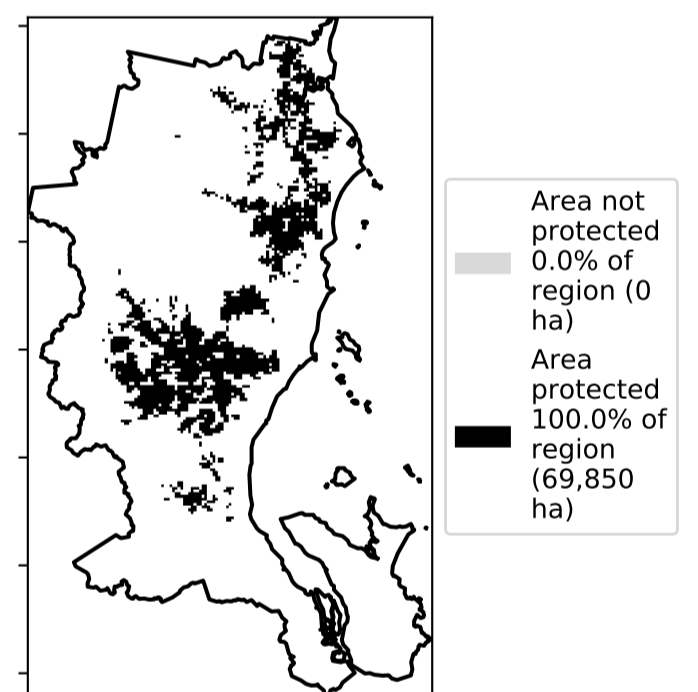 Area not
protected
0.0% of
region (0
ha)
Area
protected
100.0% of
region
(69,850
ha)